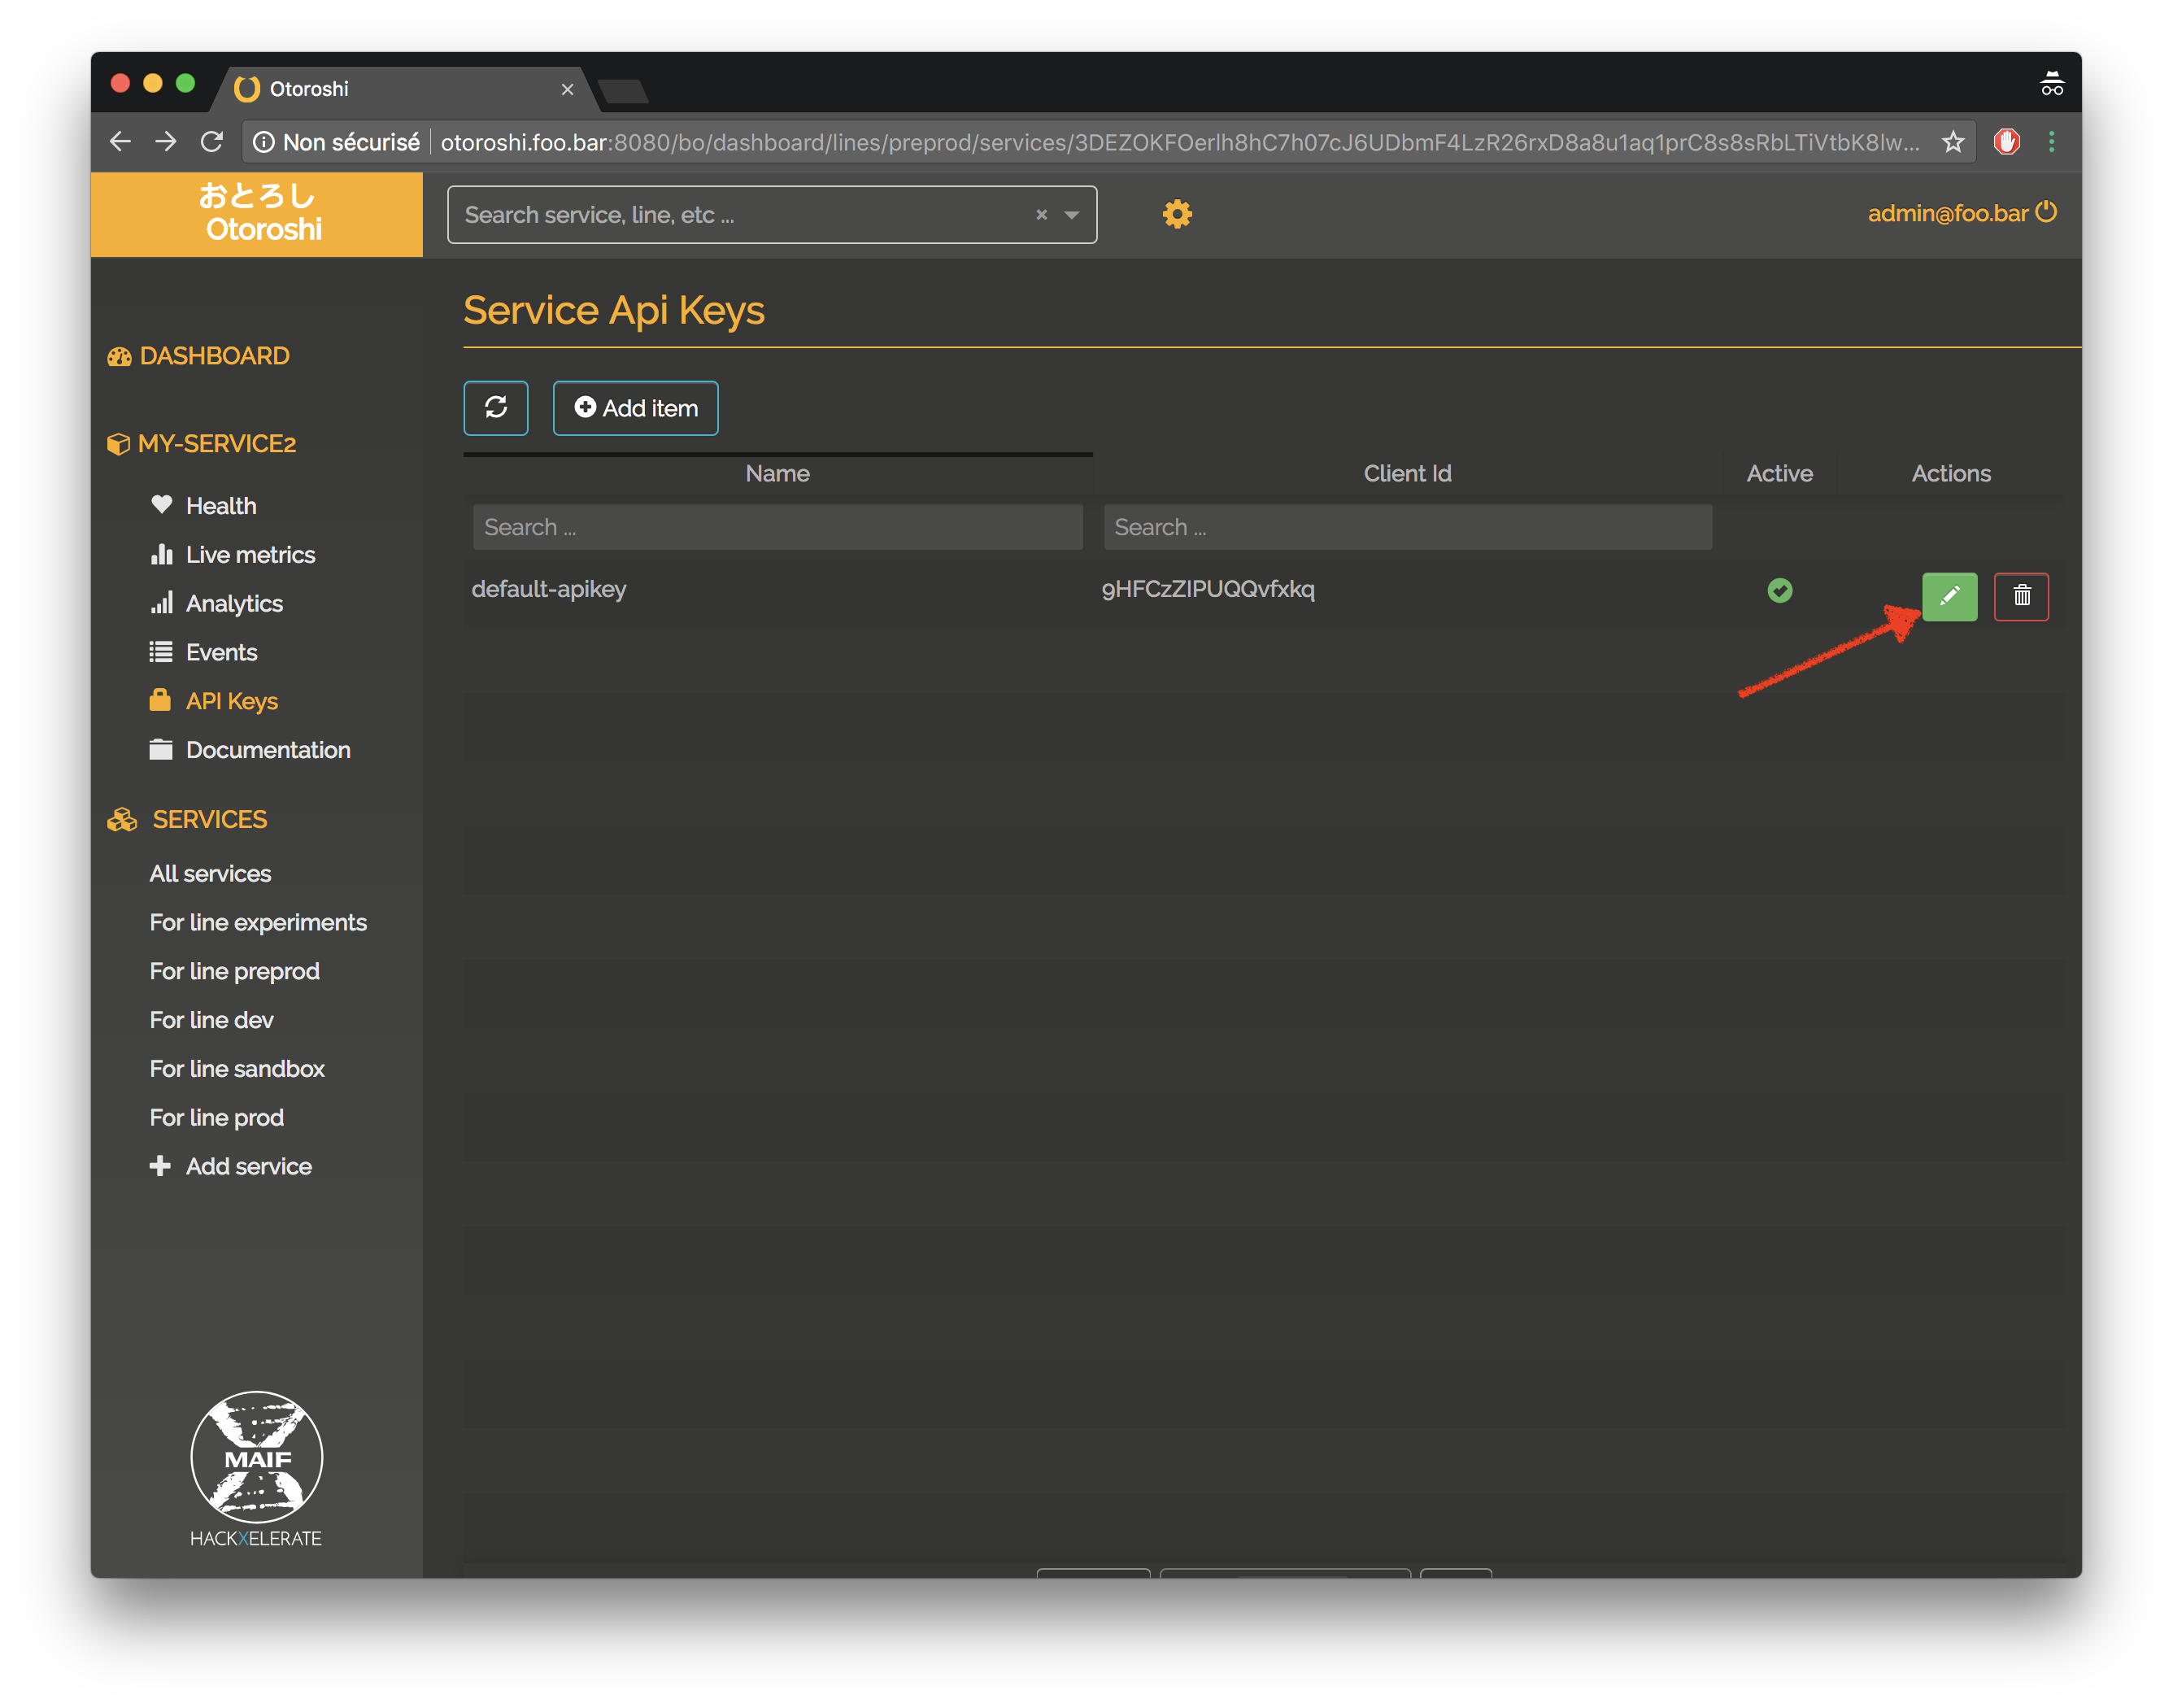 Otoroshi
Non sécurisé otoroshi.foo.bar:8080/bo/dashboard/lines/preprod/services/3DEZOKFOerlh8hC7h07cJ6UDbmF4LzR26rxD8a8u1aq1prC8s8sRbLTiVtbK8lw...
おとろし
Otoroshi
Search service, line, etc ...
admin@foo.bar
Service Api Keys
DASHBOARD
Add item
MY-SERVICE2
Name Client Id Active Actions
Health
Search ... Search ...
Live metrics
default-apikey 9HFCzZIPUQQvfxkq
Analytics
Events
API Keys
Documentation
SERVICES
All services
For line experiments
For line preprod
For line dev
For line sandbox
For line prod
Add service
MAIF
HACKXELERATE